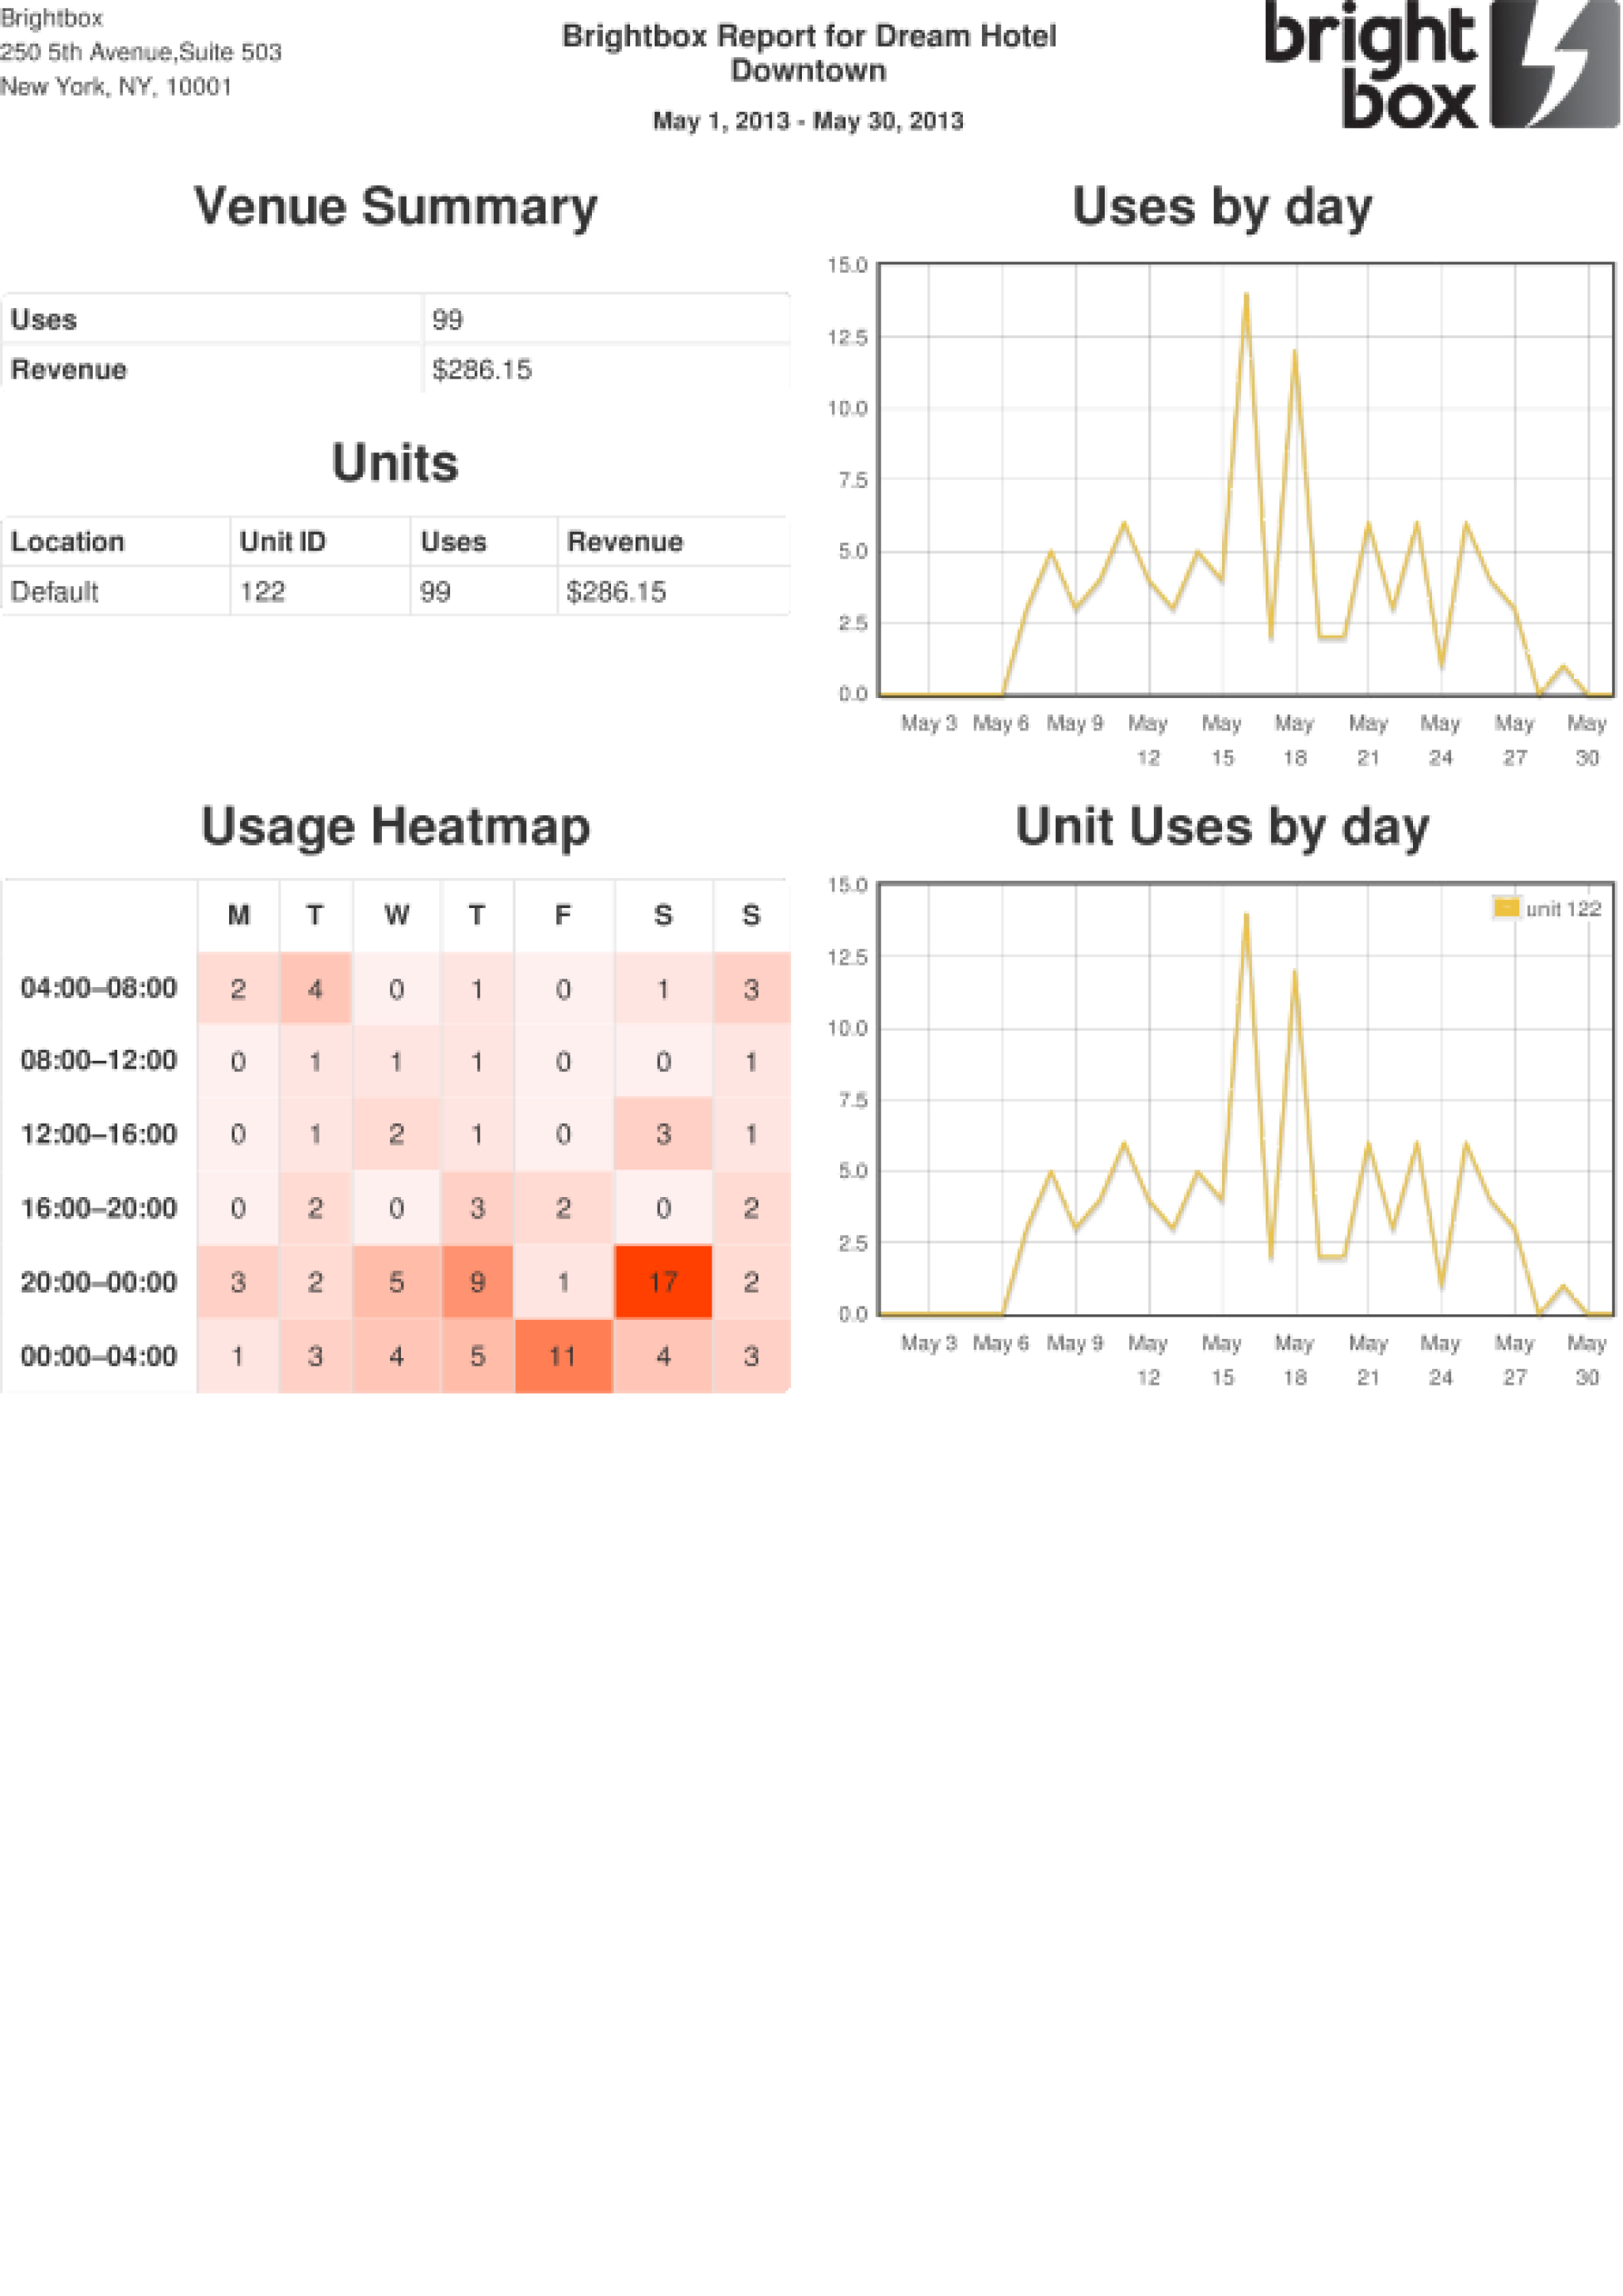 Brightbox
250 5th Avenue,Suite 503
New York, NY, 10001
Brightbox Report for Dream Hotel
Downtown
May 1, 2013 - May 30, 2013
bright
box
Venue Summary
Uses 99
Revenue $286.15
Units
Location Unit ID Uses Revenue
Default 122 99 $286.15
Uses by day
15.0
12.5
10.0
7.5
5.0
2.5
0.0
May 3 May 6 May 9 May May May May May May May
12 15 18 21 24 27 30
Usage Heatmap
M T W T F S S
04:00–08:00 2 4 0 1 0 1 3
08:00–12:00 0 1 1 1 0 0 1
12:00–16:00 0 1 2 1 0 3 1
16:00–20:00 0 2 0 3 2 0 2
20:00–00:00 3 2 5 9 1 17 2
00:00–04:00 1 3 4 5 11 4 3
Unit Uses by day
unit 122
15.0
12.5
10.0
7.5
5.0
2.5
0.0
May 3 May 6 May 9 May May May May May May May
12 15 18 21 24 27 30